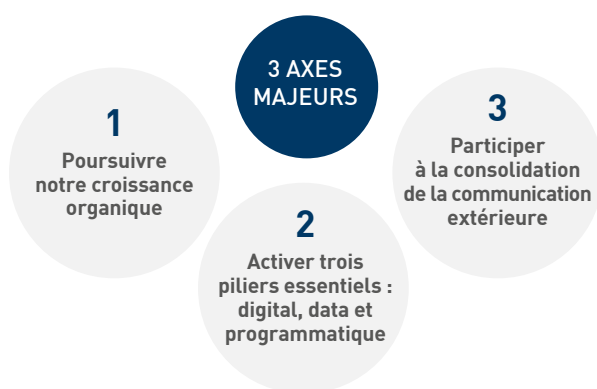 3 AXES
MAJEURS
1
Poursuivre
notre croissance
organique
2
Activer trois
piliers essentiels :
digital, data et
programmatique
3
Participer
à la consolidation
de la communication
extérieure